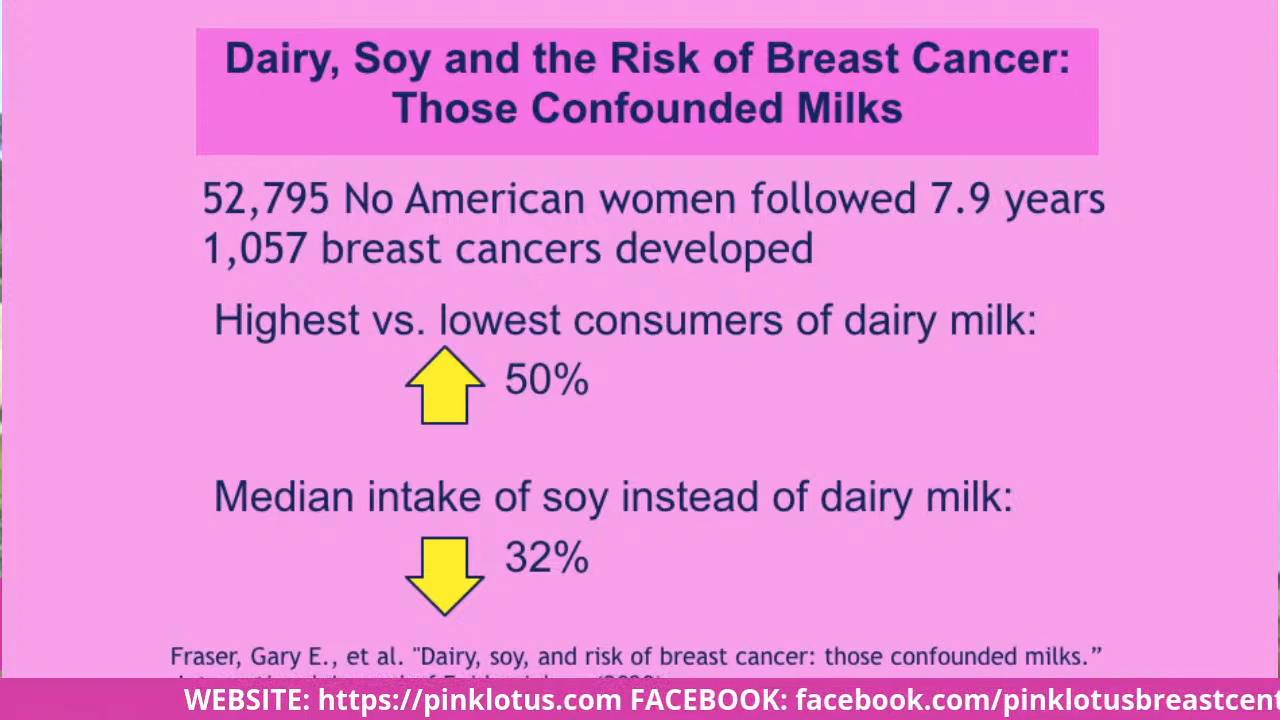 Dairy, Soy and the Risk of Breast Cancer:
Those Confounded Milks
52,795 No American women followed 7.9 years
1,057 breast cancers developed
Highest vs. lowest consumers of dairy milk:
50%
Median intake of soy instead of dairy milk:
32%
Fraser, Gary E., et al. "Dairy, soy, and risk of breast cancer: those confounded milks.”
WEBSITE: https://pinklotus.com FACEBOOK: facebook.com/pinklotusbreastcent